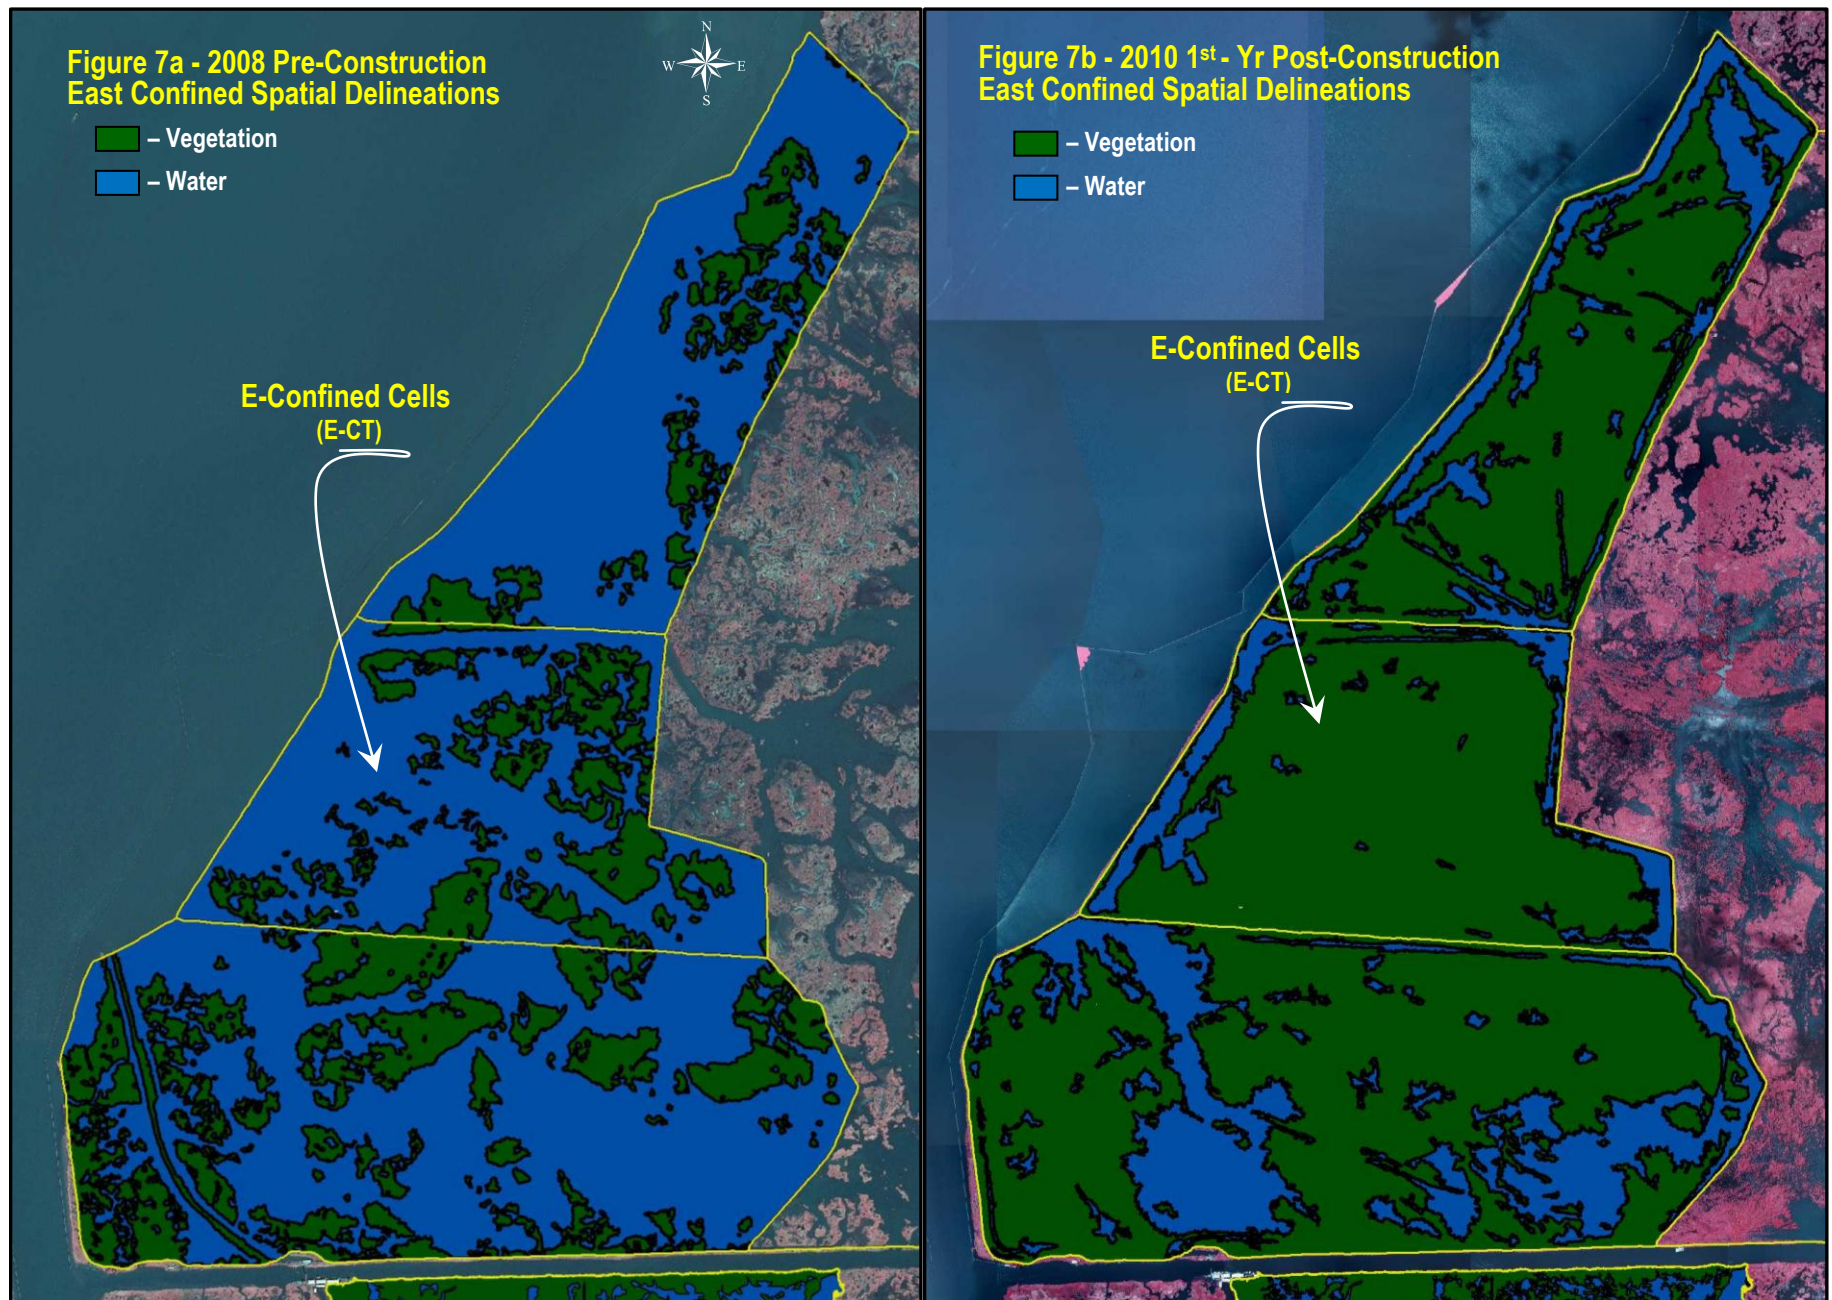 Figure 7a - 2008 Pre-Construction
East Confined Spatial Delineations
– Vegetation
– Water
N
W E
S
E-Confined Cells
(E-CT)
Figure 7b - 2010 1st - Yr Post-Construction
East Confined Spatial Delineations
– Vegetation
– Water
E-Confined Cells
(E-CT)